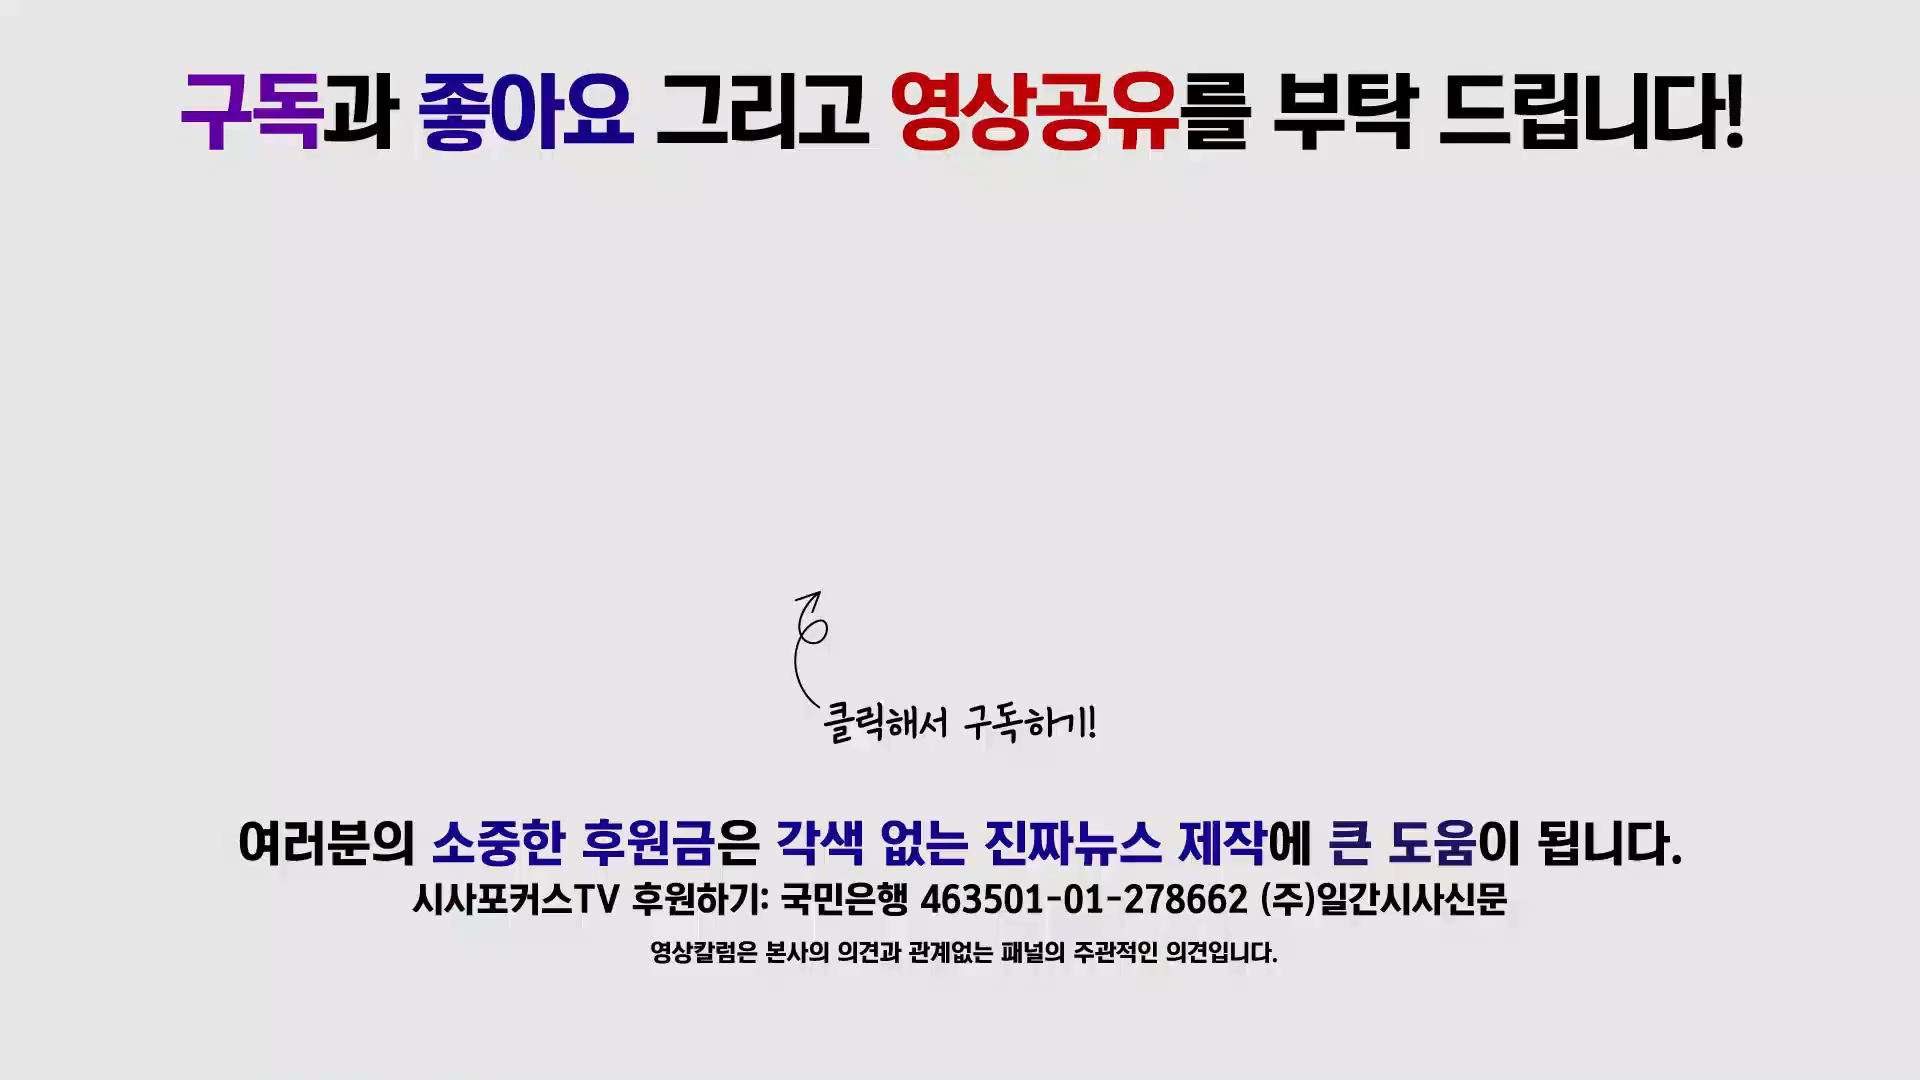 구독과 좋아요 그리고 영상공유를 부탁 드립니다!
클릭해서 구독하기!
여러분의 소중한 후원금은 각색 없는 진짜뉴스 제작에 큰 도움이 됩니다.
시사포커스TV 후원하기: 국민은행 463501-01-278662 (주)일간시사신문
영상칼럼은 본사의 의견과 관계없는 패널의 주관적인 의견입니다.